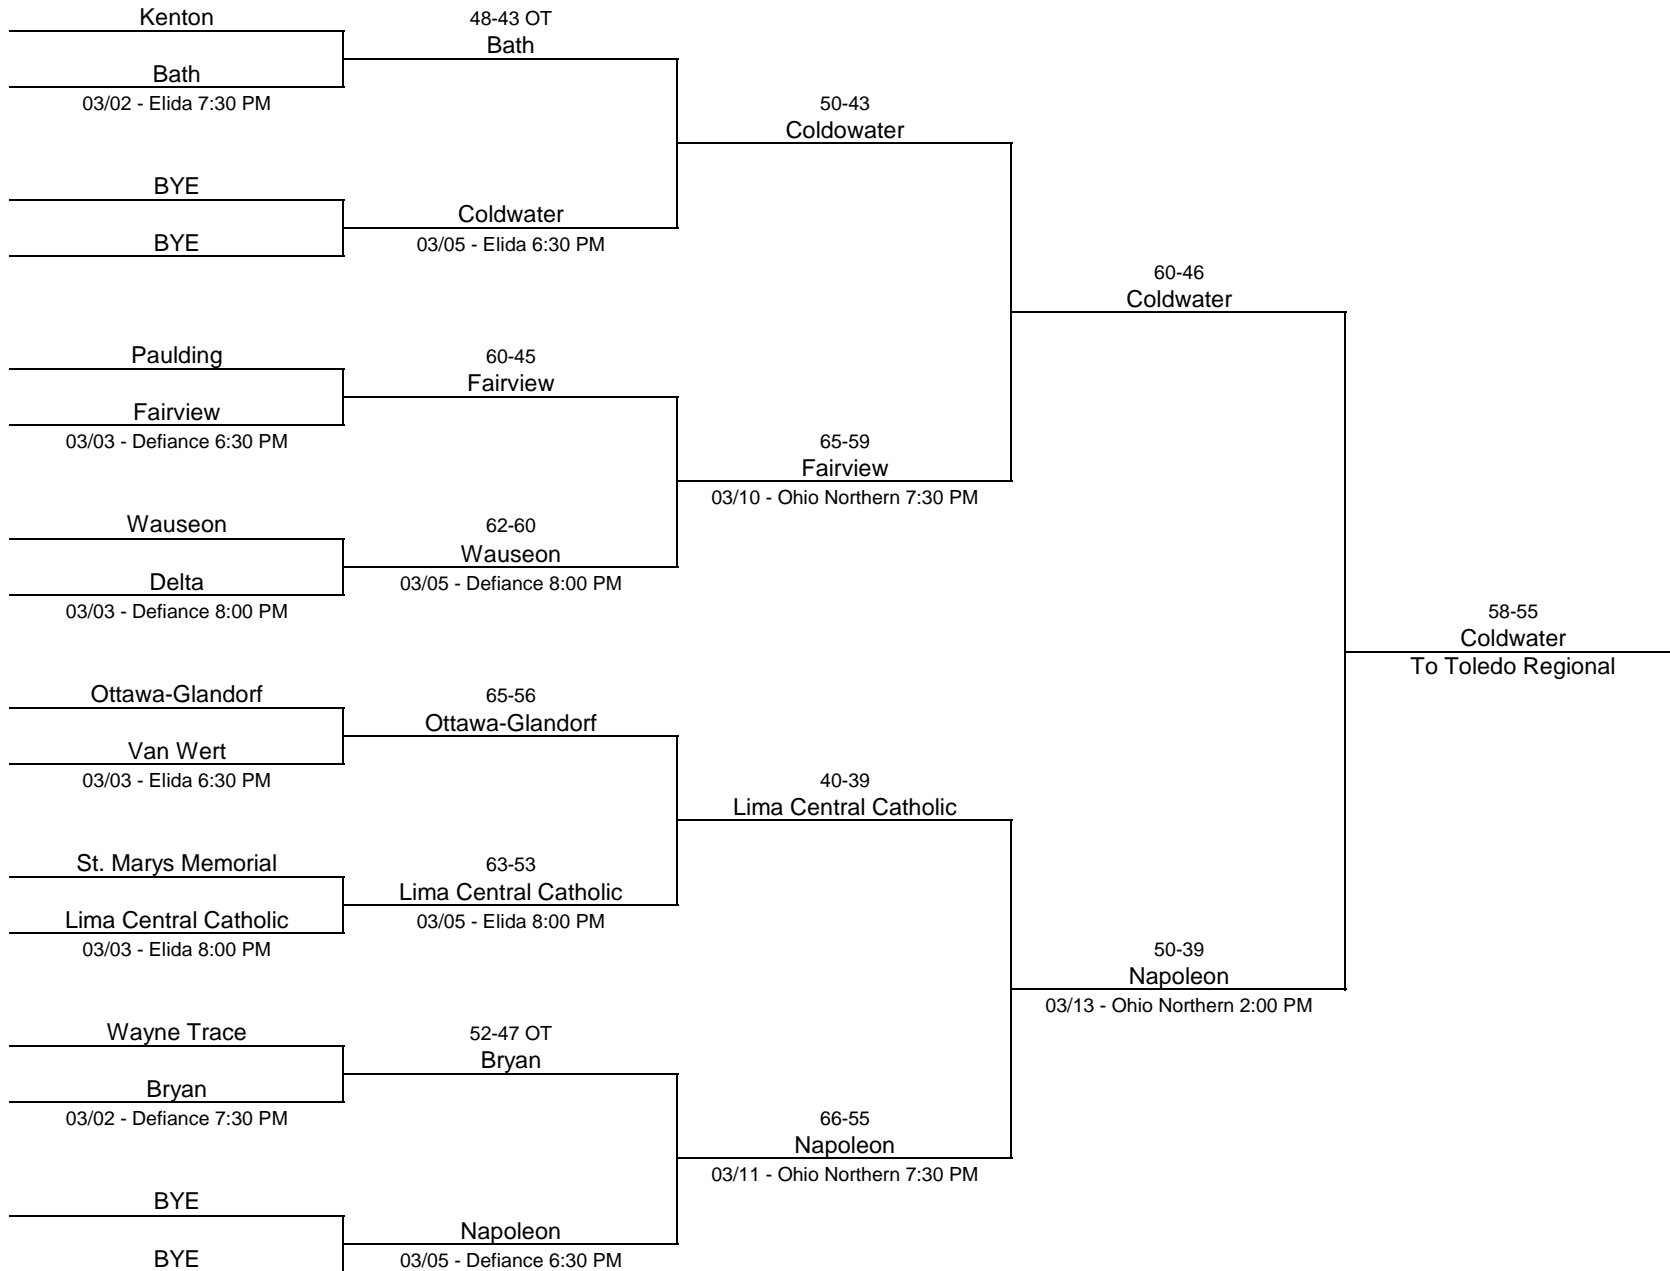 Kenton
Bath
03/02 - Elida 7:30 PM
BYE
BYE
Paulding
Fairview
03/03 - Defiance 6:30 PM
Wauseon
Delta
03/03 - Defiance 8:00 PM
Ottawa-Glandorf
Van Wert
03/03 - Elida 6:30 PM
St. Marys Memorial
Lima Central Catholic
03/03 - Elida 8:00 PM
Wayne Trace
Bryan
03/02 - Defiance 7:30 PM
BYE
BYE
48-43 OT
Bath
Coldwater
03/05 - Elida 6:30 PM
60-45
Fairview
62-60
Wauseon
03/05 - Defiance 8:00 PM
65-56
Ottawa-Glandorf
63-53
Lima Central Catholic
03/05 - Elida 8:00 PM
52-47 OT
Bryan
Napoleon
03/05 - Defiance 6:30 PM
50-43
Coldowater
65-59
Fairview
03/10 - Ohio Northern 7:30 PM
40-39
Lima Central Catholic
66-55
Napoleon
03/11 - Ohio Northern 7:30 PM
60-46
Coldwater
50-39
Napoleon
03/13 - Ohio Northern 2:00 PM
58-55
Coldwater
To Toledo Regional